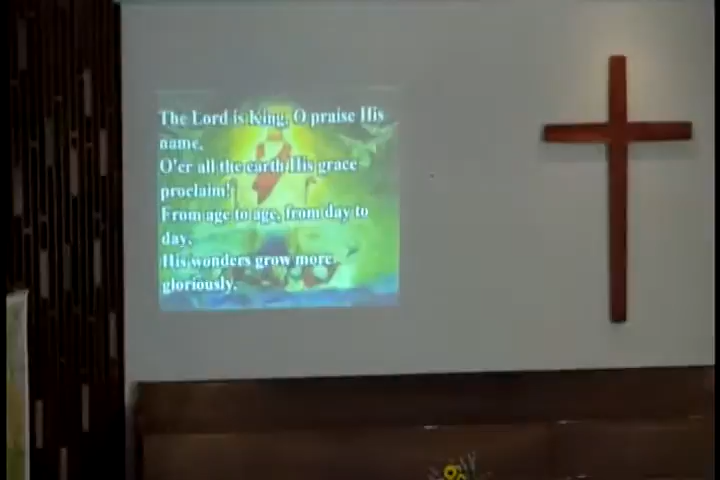 The Lord is King, O praise His
name,
O'er all the earth His grace
proclaim!
From age to age, from day to
day,
His wonders grow more
gloriously.